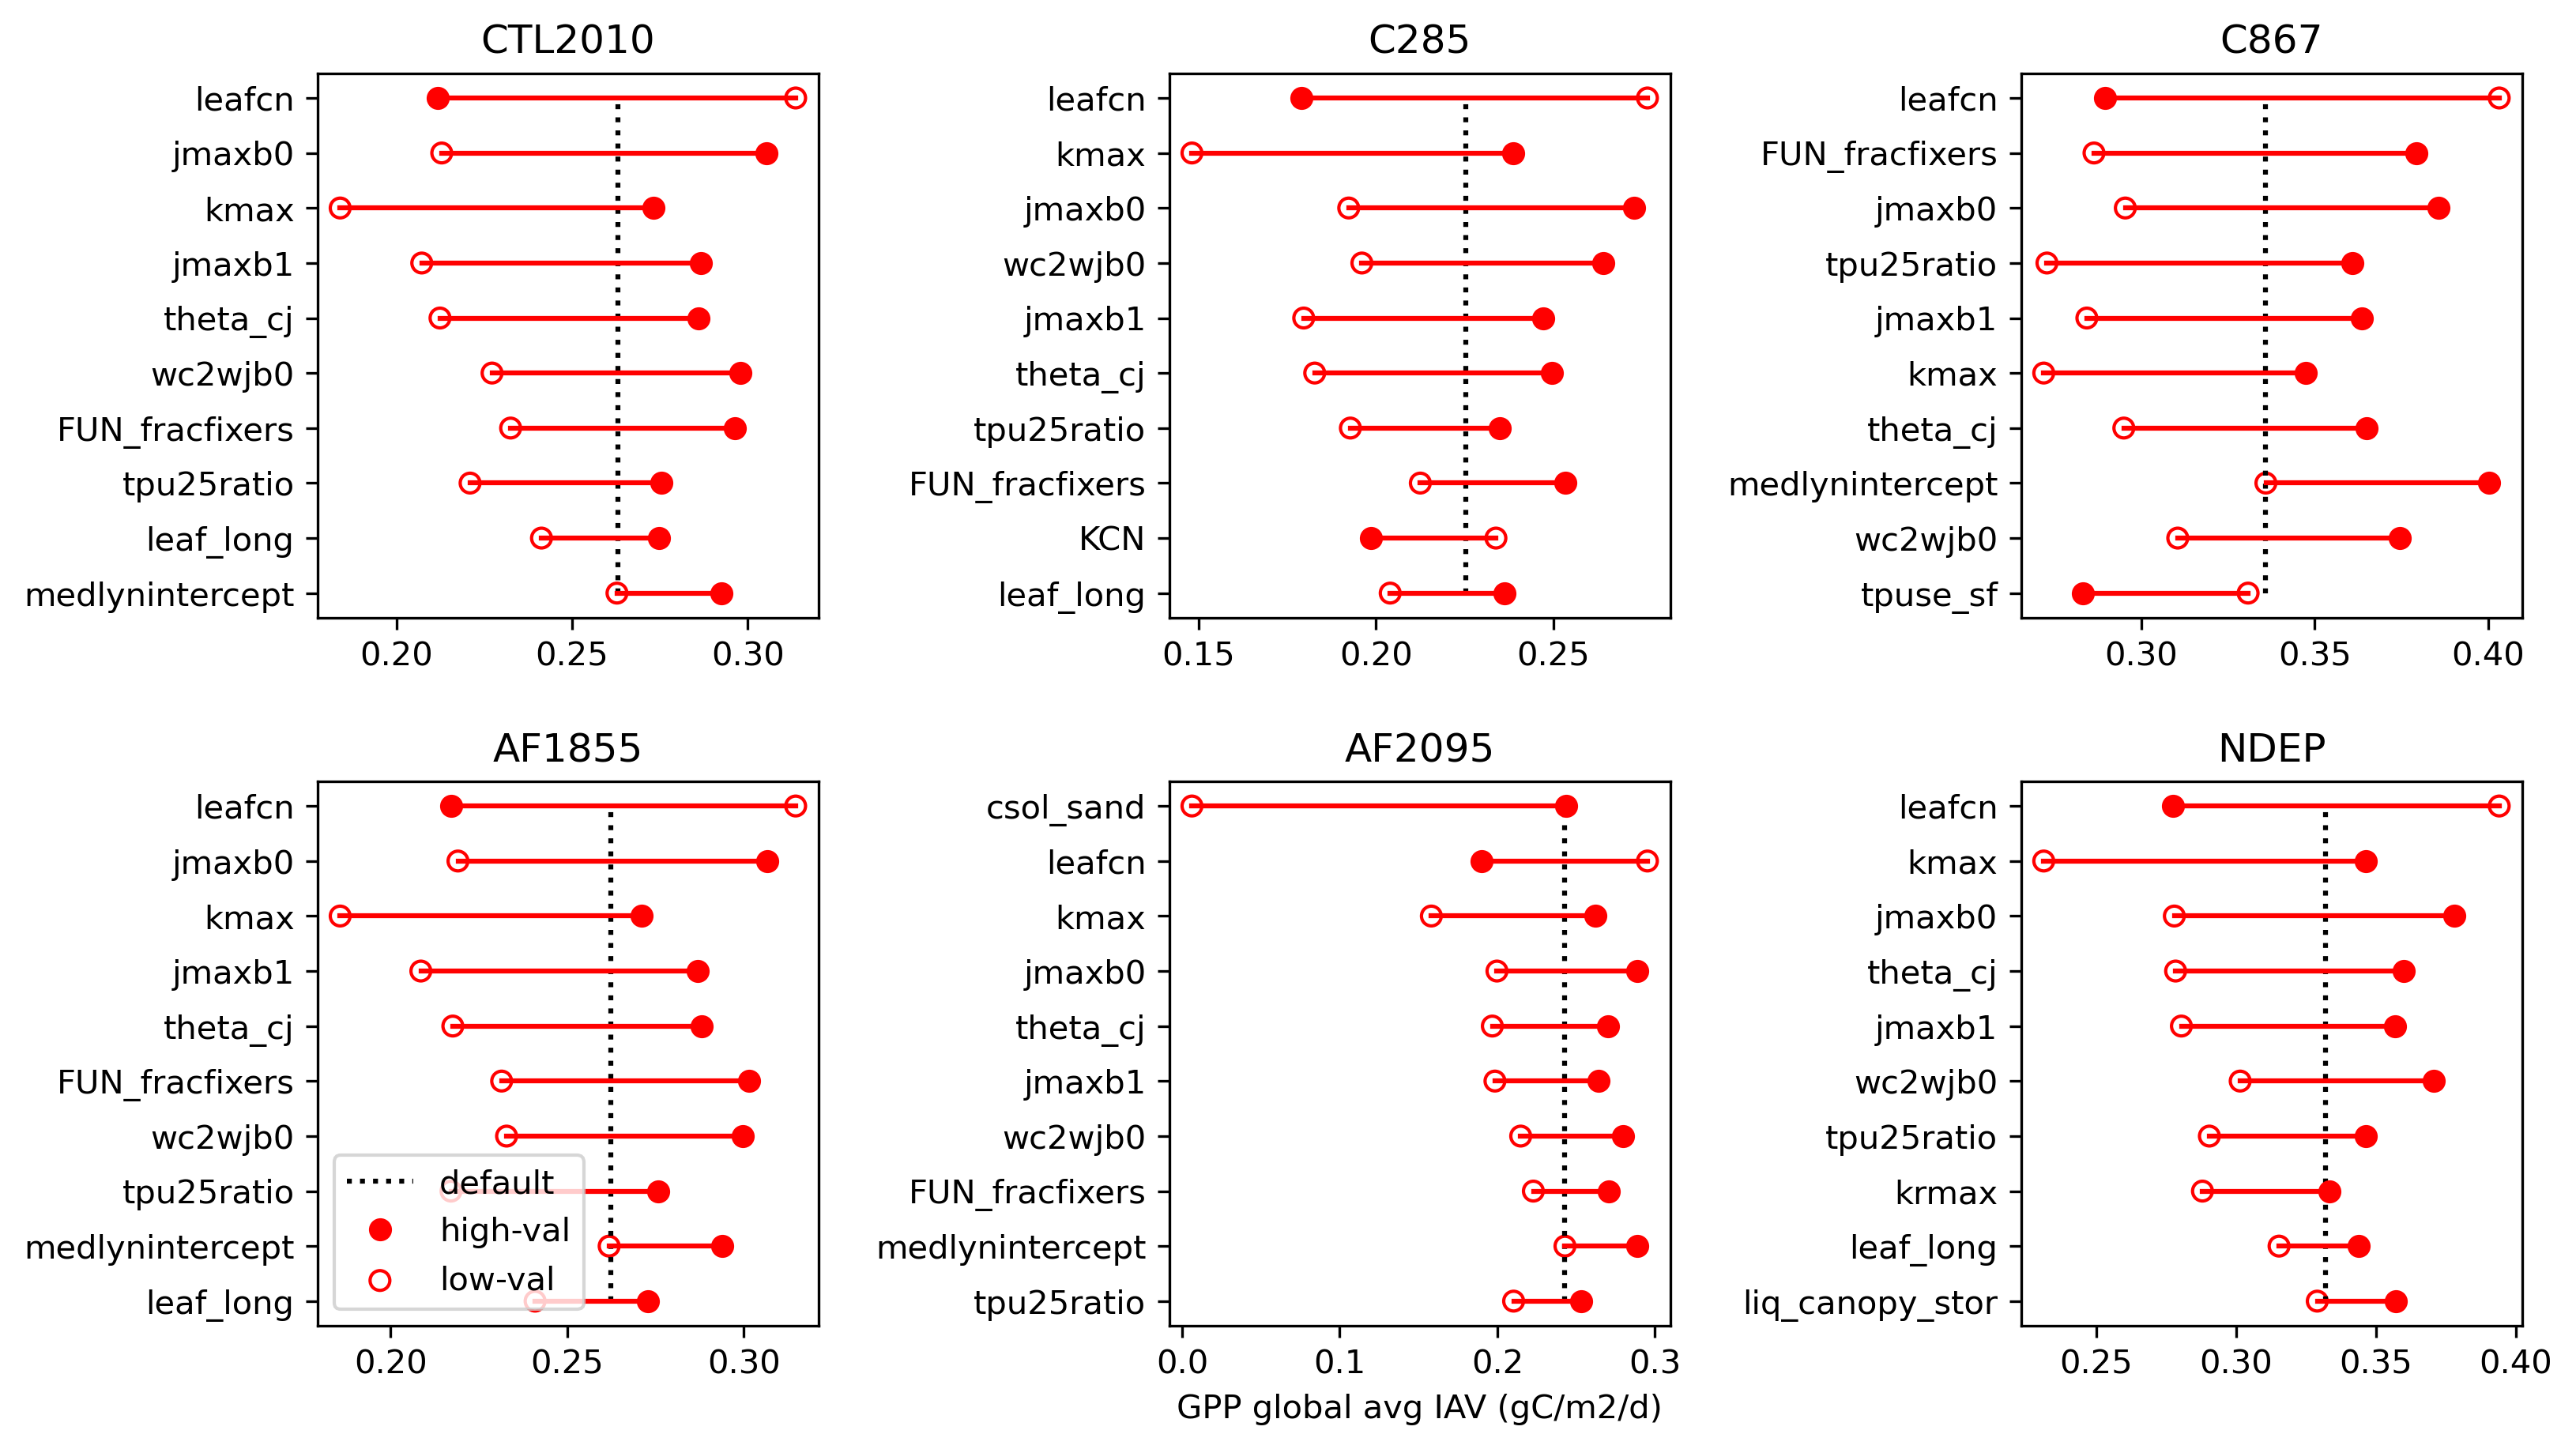 CTL2010
leafcn
jmaxb0
kmax
jmaxb1
theta_cj
wc2wjb0
FUN_fracfixers
tpu25ratio
leaf_long
medlynintercept
0.20 0.25 0.30
C285
leafcn
kmax
jmaxb0
wc2wjb0
jmaxb1
theta_cj
tpu25ratio
FUN_fracfixers
KCN
leaf_long
0.15 0.20 0.25
C867
leafcn
FUN_fracfixers
jmaxb0
tpu25ratio
jmaxb1
kmax
theta_cj
medlynintercept
wc2wjb0
tpuse_sf
0.30 0.35 0.40
AF1855
leafcn
jmaxb0
kmax
jmaxb1
theta_cj
FUN_fracfixers
wc2wjb0
tpu25ratio
medlynintercept
leaf_long
default
high-val
low-val
0.20 0.25 0.30
AF2095
csol_sand
leafcn
kmax
jmaxb0
theta_cj
jmaxb1
wc2wjb0
FUN_fracfixers
medlynintercept
tpu25ratio
0.0 0.1 0.2 0.3
GPP global avg IAV (gC/m2/d)
NDEP
leafcn
kmax
jmaxb0
theta_cj
jmaxb1
wc2wjb0
tpu25ratio
krmax
leaf_long
liq_canopy_stor
0.25 0.30 0.35 0.40